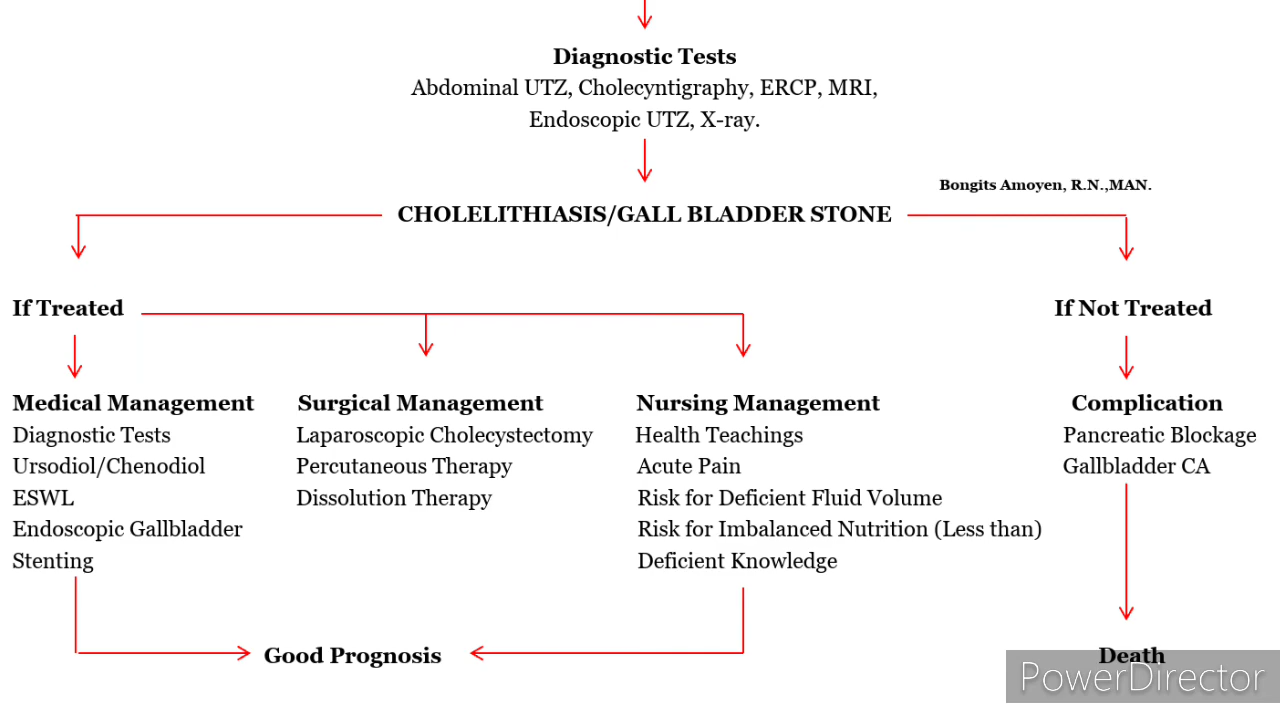 Diagnostic Tests
Abdominal UTZ, Cholecyntigraphy, ERCP, MRI,
Endoscopic UTZ, X-ray.
Bongits Amoyen, R.N.,MAN.
CHOLELITHIASIS/GALL BLADDER STONE
If Treated
If Not Treated
Medical Management
Diagnostic Tests
Ursodiol/Chenodiol
ESWL
Endoscopic Gallbladder
Stenting
Surgical Management
Laparoscopic Cholecystectomy
Percutaneous Therapy
Dissolution Therapy
Nursing Management
Health Teachings
Acute Pain
Risk for Deficient Fluid Volume
Risk for Imbalanced Nutrition (Less than)
Deficient Knowledge
Complication
Pancreatic Blockage
Gallbladder CA
Good Prognosis
Death
PowerDirector